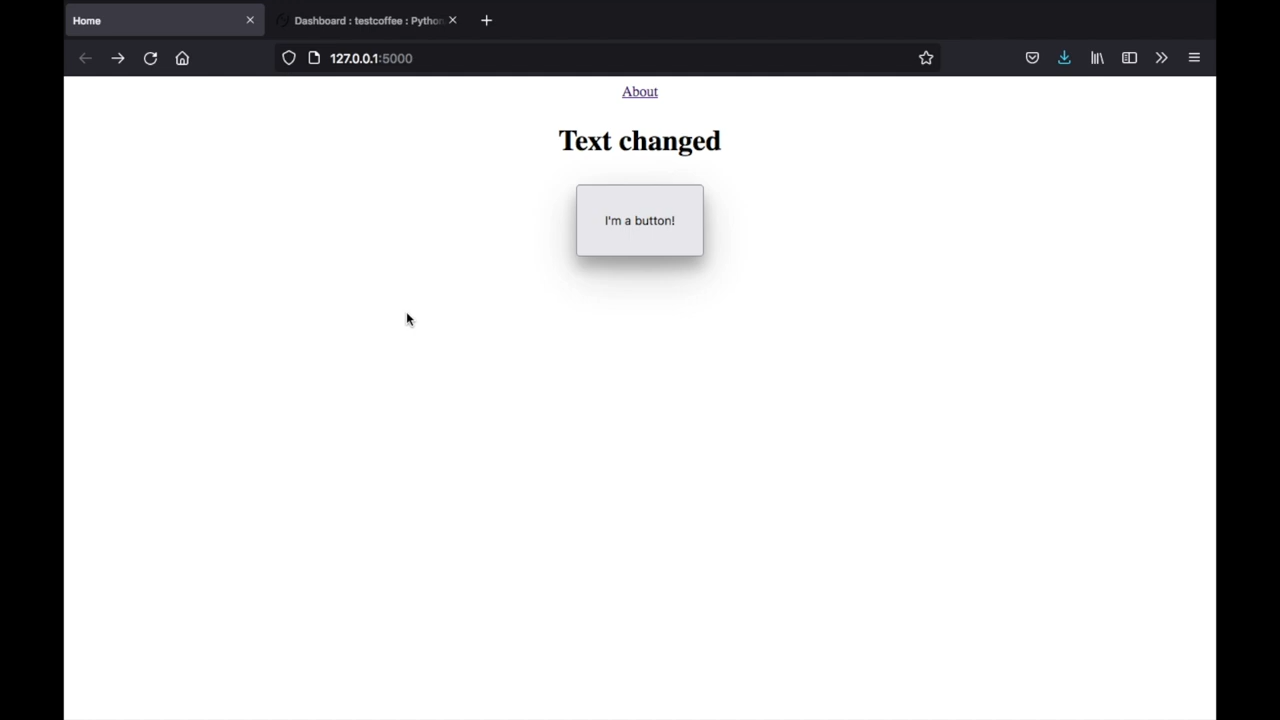 Home
Dashboard : testcoffee : Python
127.0.0.1:5000
About
Text changed
I'm a button!